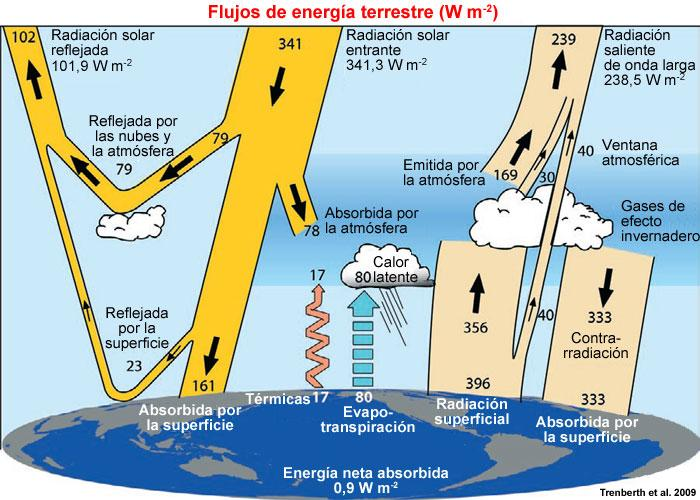 Flujos de energía terrestre (W m-2)
102
Radiación solar
reflejada
101,9 W m-2
341
Radiación solar
entrante
341,3 W m-2
239
Radiación
saliente
de onda larga
238,5 W m-2
Reflejada por
las nubes y
la atmósfera
79
79
Emitida por
la atmósfera
169
30
40
Ventana
atmosférica
Absorbida por
la atmósfera
78
Gases de
efecto
invernadero
17
Calor
80 latente
Reflejada
por la
superficie
23
356
40
333
Contra-
rradiación
161
Absorbida por
la superficie
Térmicas 17
80
Evapo-
transpiración
396
Radiación
superficial
333
Absorbida por
la superficie
Energía neta absorbida
0,9 W m-2
Trenberth et al. 2009